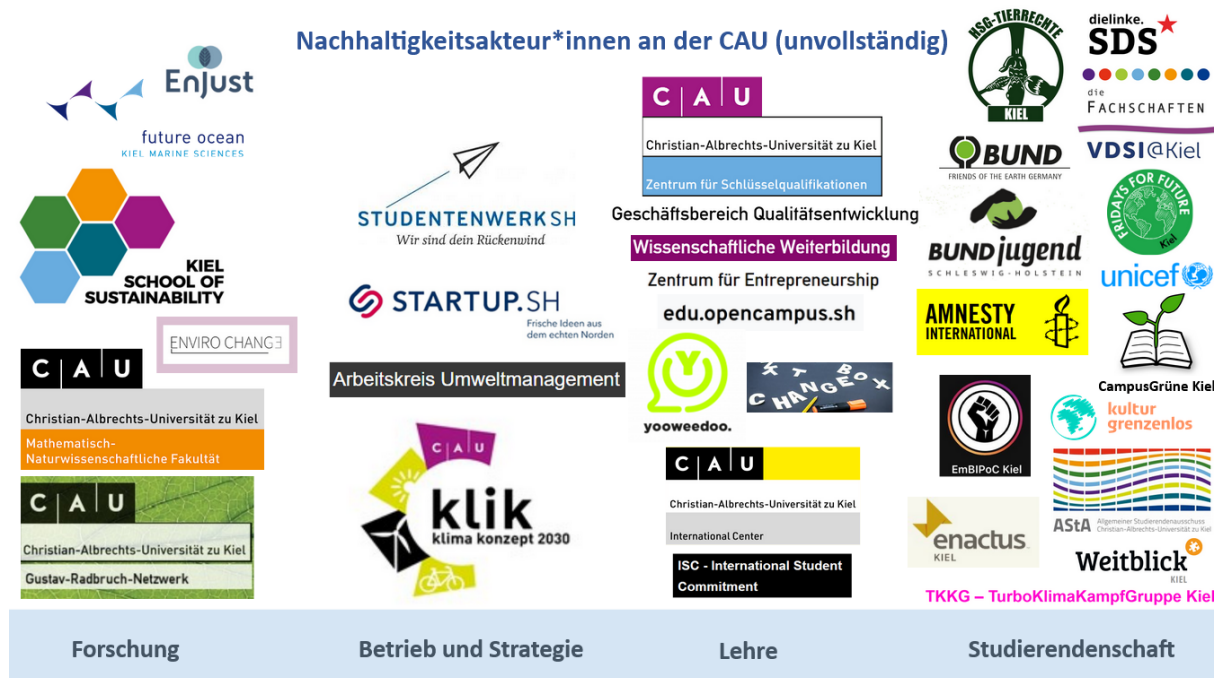 Nachhaltigkeitsakteur*innen an der CAU (unvollständig)
EnJust
future ocean
KIEL MARINE SCIENCES
KIEL
SCHOOL OF
SUSTAINABILITY
ENVIRO CHANGE
CAU
Christian-Albrechts-Universität zu Kiel
Mathematisch-
Naturwissenschaftliche Fakultät
CAU
Christian-Albrechts-Universität zu Kiel
Gustav-Radbruch-Netzwerk
Forschung
STUDENTENWERK SH
Wir sind dein Rückenwind
STARTUP.SH
Frische Ideen aus
dem echten Norden
Arbeitskreis Umweltmanagement
CAU
klik
klima konzept 2030
Betrieb und Strategie
CAU
Christian-Albrechts-Universität zu Kiel
Zentrum für Schlüsselqualifikationen
Geschäftsbereich Qualitätsentwicklung
Wissenschaftliche Weiterbildung
Zentrum für Entrepreneurship
edu.opencampus.sh
yooweedoo.
CHANGE
BOX
CAU
Christian-Albrechts-Universität zu Kiel
International Center
ISC - International Student
Commitment
Lehre
HSG-TIERRECHTE
KIEL
dielinke.
SDS
die
FACHSCHAFTEN
BUND
FRIENDS OF THE EARTH GERMANY
VDSI@Kiel
FRIDAYS FOR FUTURE
Kiel
BUNDjugend
SCHLESWIG-HOLSTEIN
unicef
AMNESTY
INTERNATIONAL
CampusGrüne Kiel
EmBIPoC Kiel
kultur
grenzenlos
enactus
KIEL
AStA Allgemeiner Studierendenausschuss
Christian-Albrechts-Universität zu Kiel
Weitblick
KIEL
TKKG – TurboKlimaKampfGruppe Kiel
Studierendenschaft